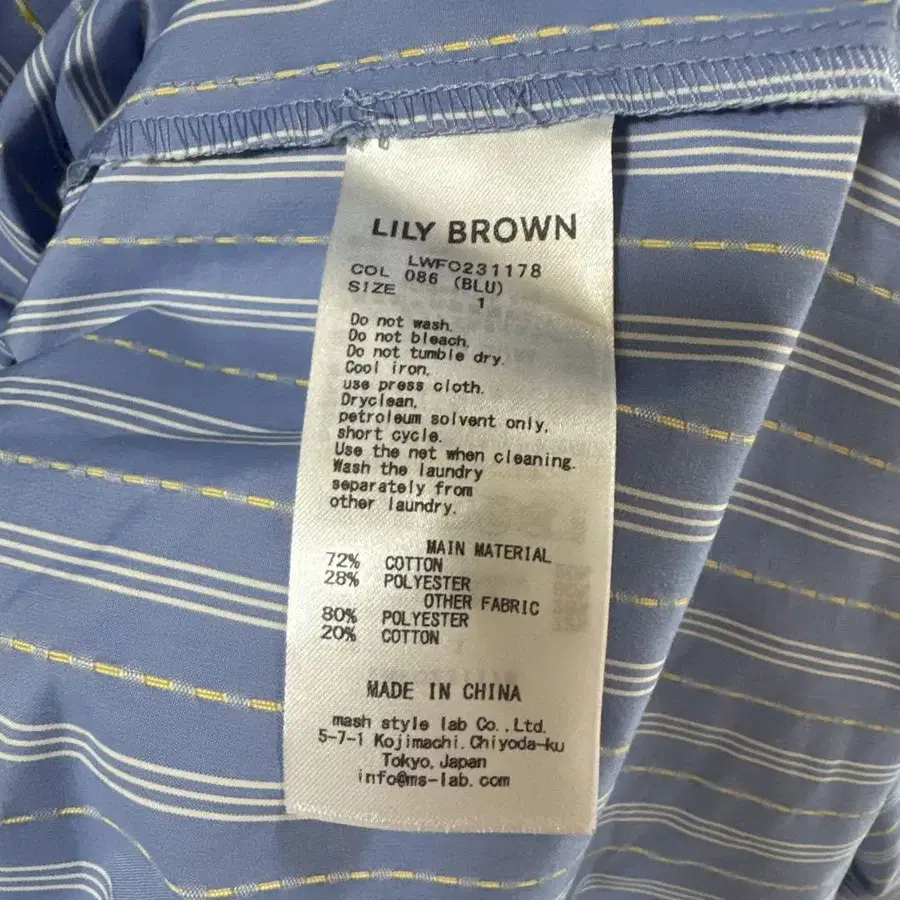 LILY BROWN
LWFO231178
COL 086 (BLU)
SIZE 1
Do not wash.
Do not bleach.
Do not tumble dry.
Cool iron.
use press cloth.
Dryclean,
petroleum solvent only,
short cycle.
Use the net when cleaning.
Wash the laundry
separately from
other laundry.
MAIN MATERIAL
72% COTTON
28% POLYESTER
OTHER FABRIC
80% POLYESTER
20% COTTON
MADE IN CHINA
mash style lab Co.,Ltd.
5-7-1 Kojimachi.Chiyoda-ku
Tokyo, Japan
info@ms-lab.com